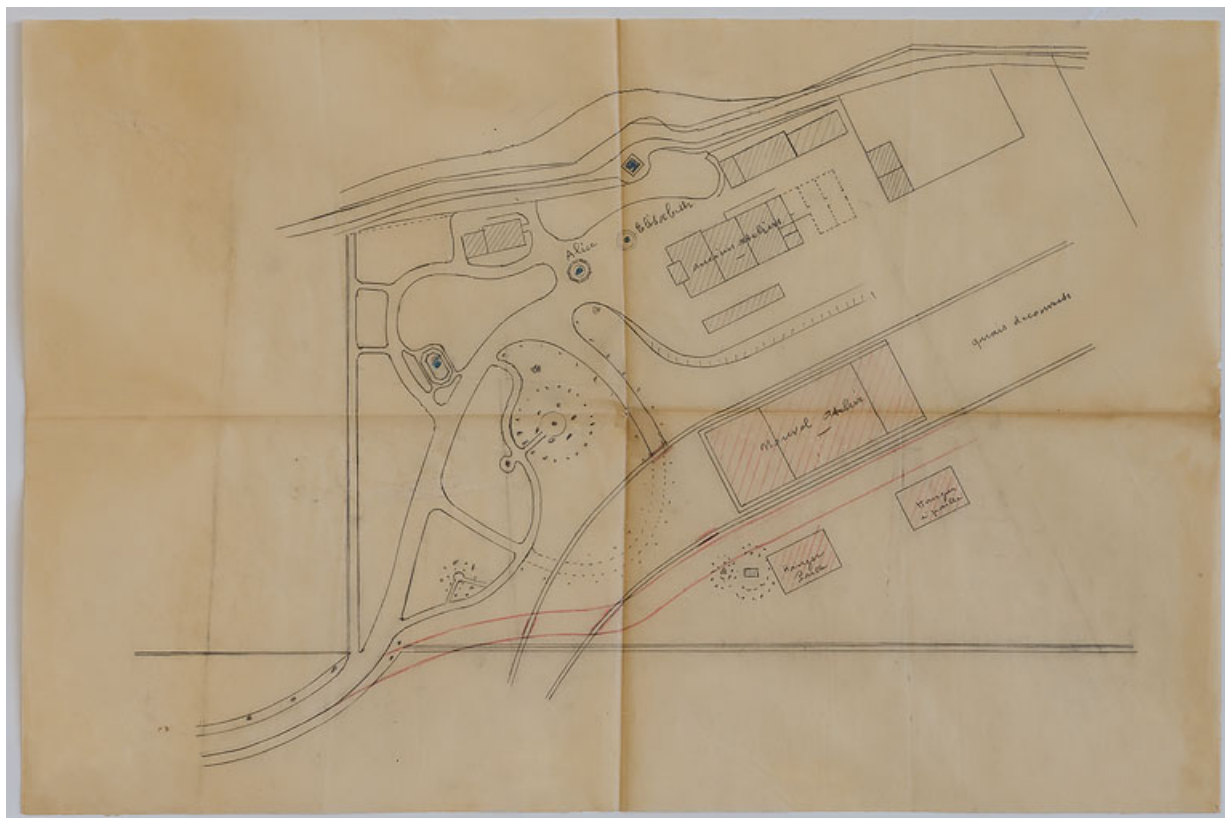 Elisabeth
Alice
anciens ateliers
quais découverts
Nouvel atelier
Hangar
à paille
Hangar